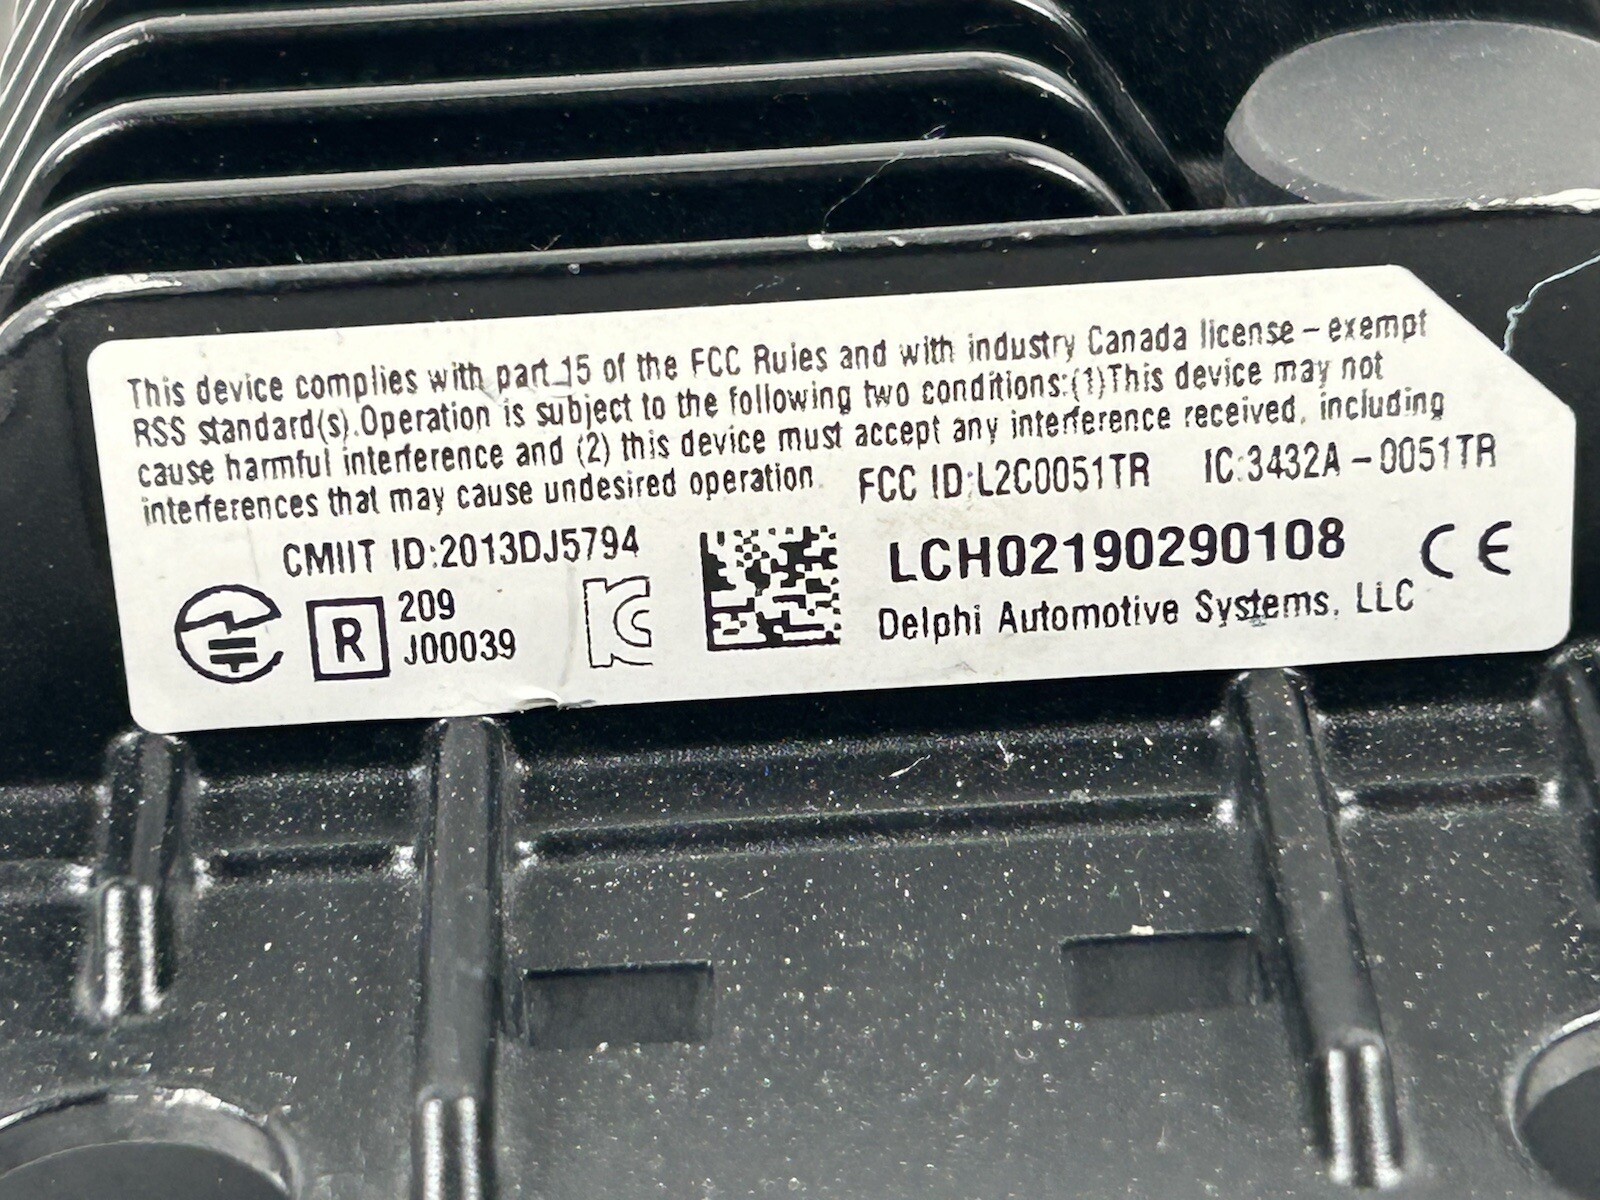 This device complies with part 15 of the FCC Rules and with industry Canada license – exempt
RSS standard(s).Operation is subject to the following two conditions:(1)This device may not
cause harmful interference and (2) this device must accept any interference received, including
interferences that may cause undesired operation. FCC ID:L2C0051TR IC:3432A – 0051TR
CMIIT ID:2013DJ5794
LCH02190290108 CE
R 209
J00039
KC
Delphi Automotive Systems, LLC